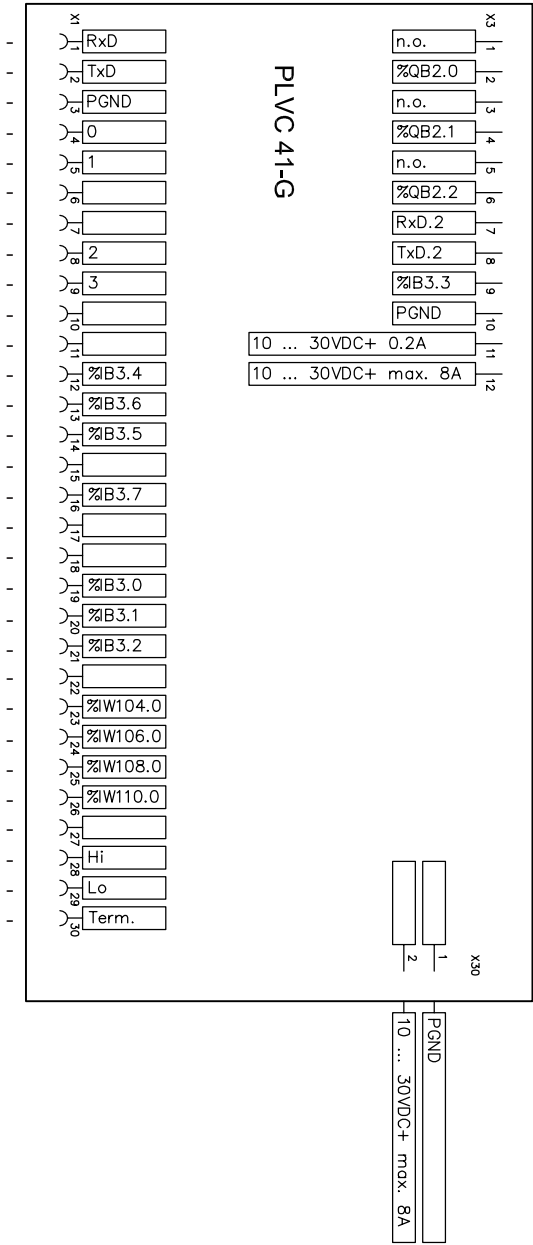 X1
1 RxD
2 TxD
3 PGND
4 0
5 1
6
7
8 2
9 3
10
11
12 %IB3.4
13 %IB3.6
14 %IB3.5
15
16 %IB3.7
17
18
19 %IB3.0
20 %IB3.1
21 %IB3.2
22
23 %IW104.0
24 %IW106.0
25 %IW108.0
26 %IW110.0
27
28 Hi
29 Lo
30 Term.
PLVC 41-G
X3
n.o. 1
%QB2.0 2
n.o. 3
%QB2.1 4
n.o. 5
%QB2.2 6
RxD.2 7
TxD.2 8
%IB3.3 9
PGND 10
10 ... 30VDC+ 0.2A 11
10 ... 30VDC+ max. 8A 12
X30
1
2
PGND
10 ... 30VDC+ max. 8A